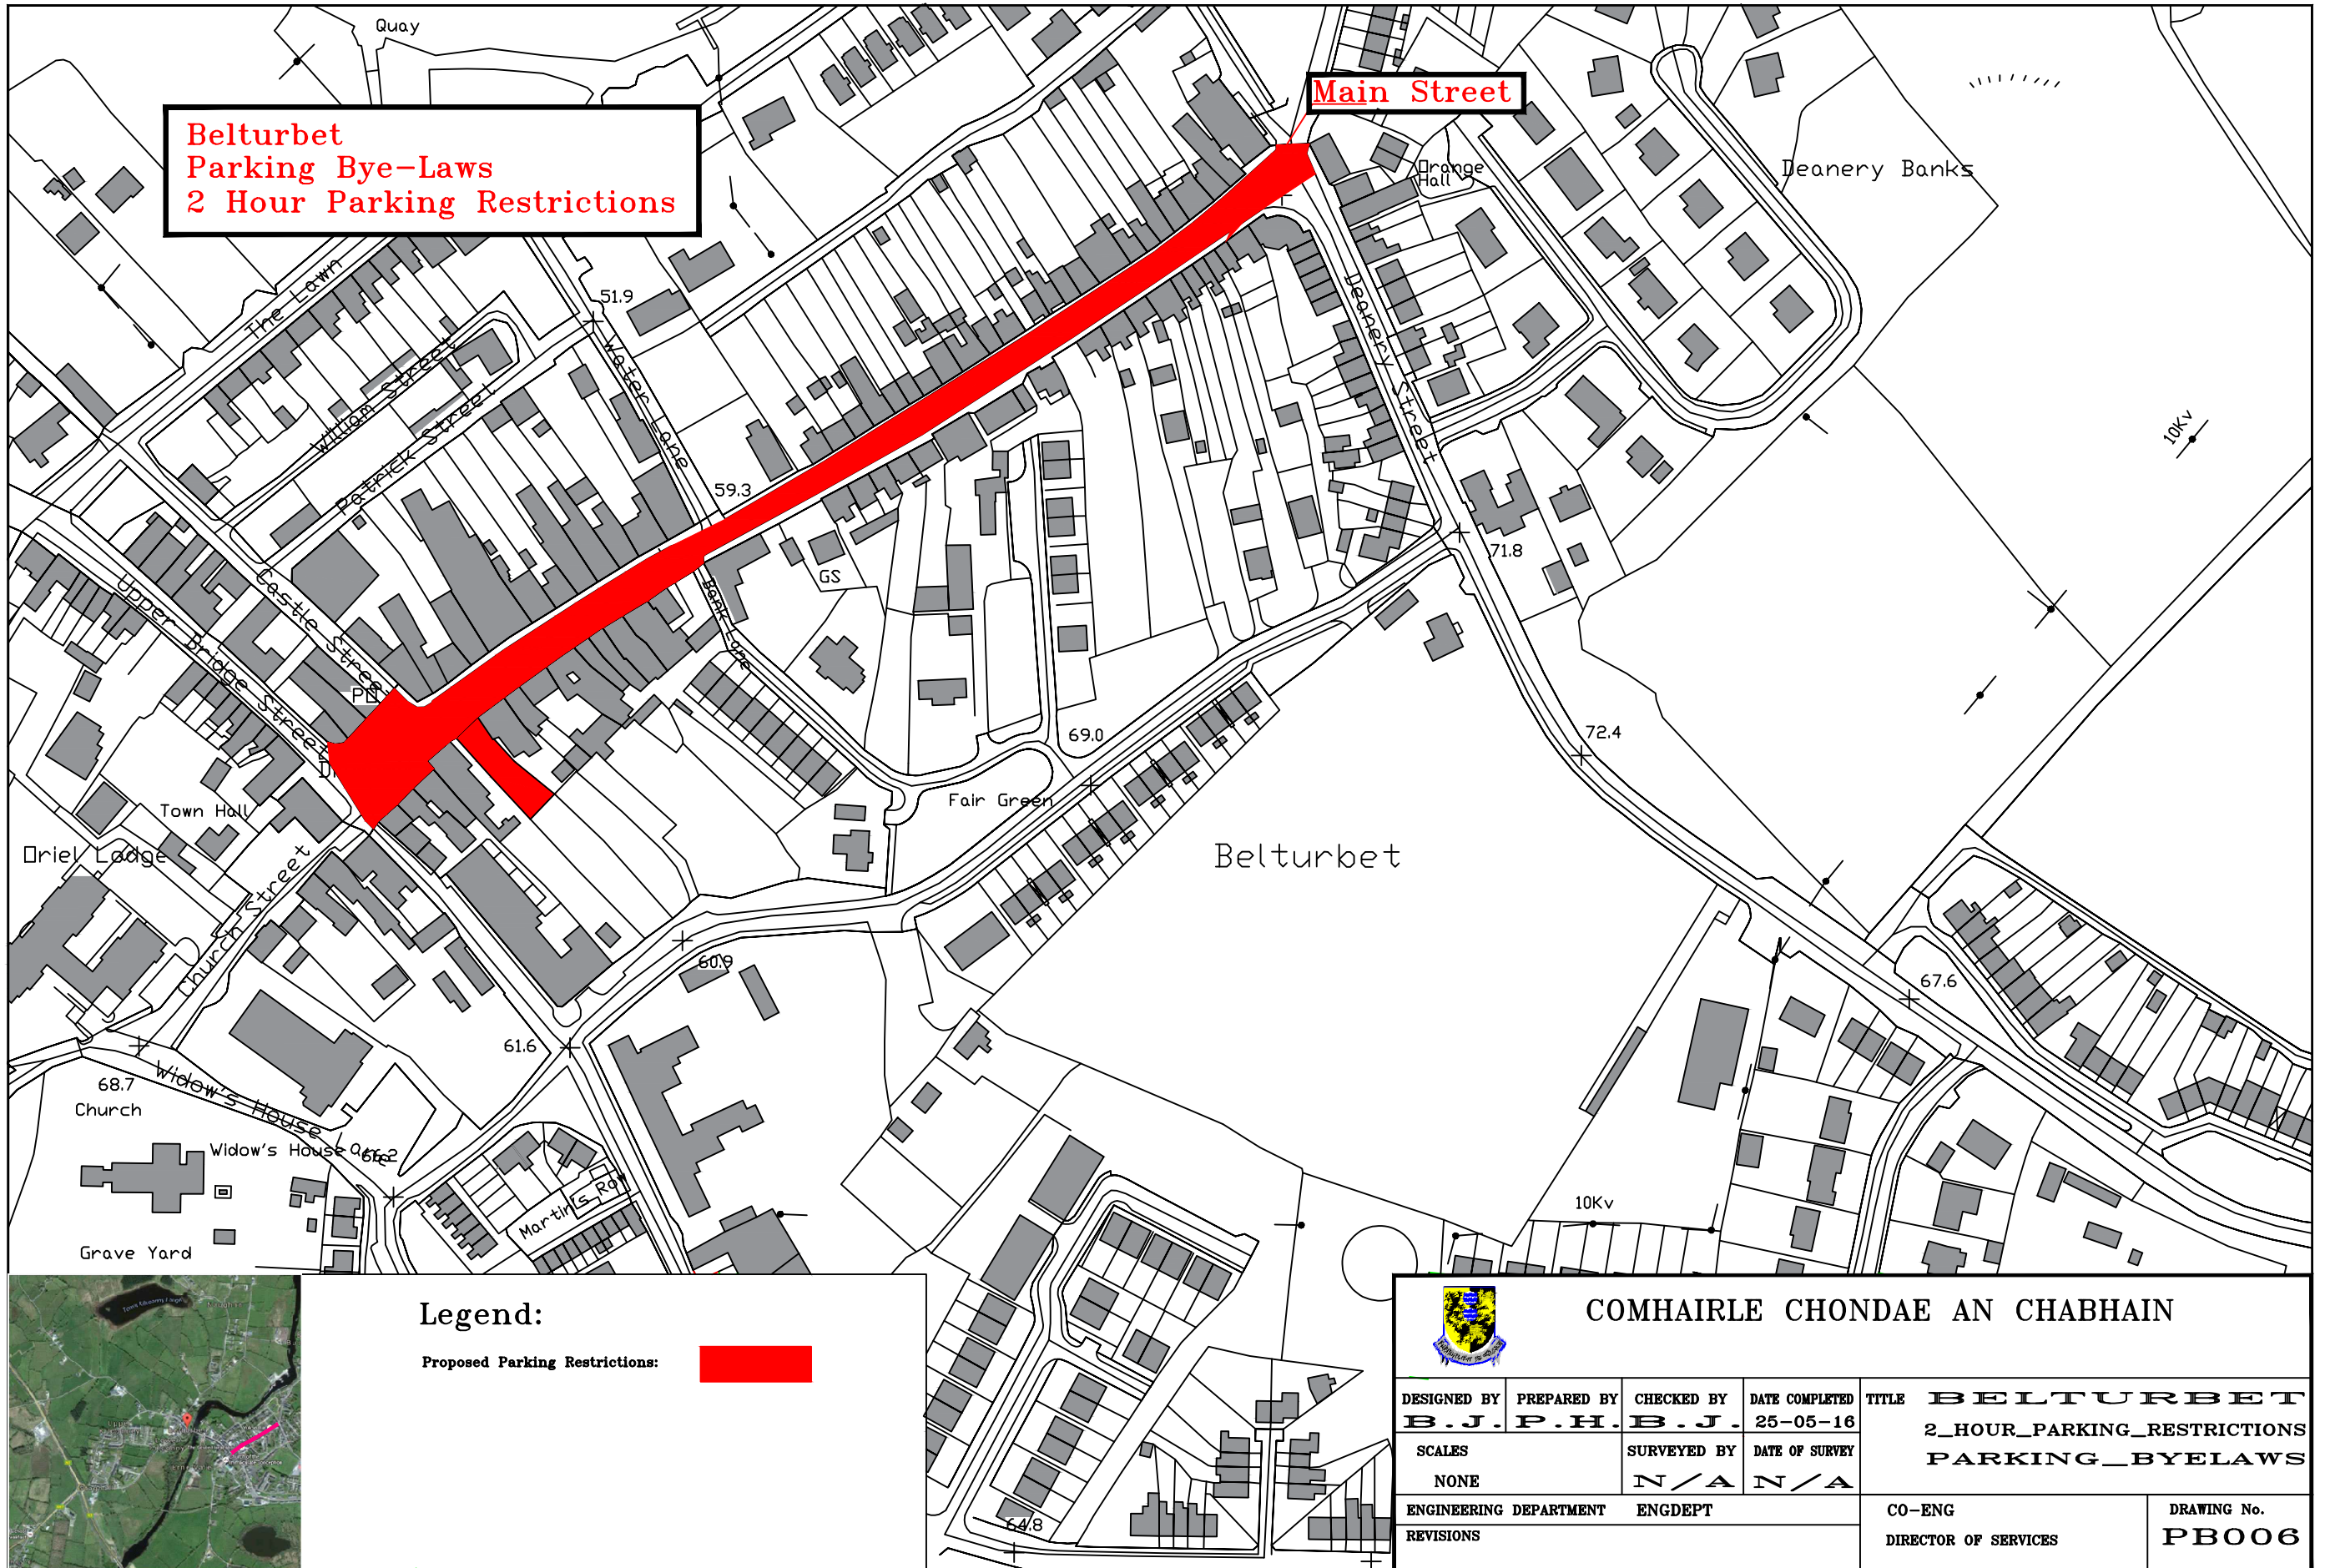 Quay
Main Street
Belturbet
Parking Bye-Laws
2 Hour Parking Restrictions
Orange
Hall
Deanery Banks
The Lawn
51.9
William Street
Water Lane
Patrick Street
Deanery Street
10Kv
59.3
71.8
GS
Castle Street
Upper Bridge Street
Bank Lane
PO
72.4
69.0
Town Hall
Fair Green
Oriel Lodge
Belturbet
Church Street
60.9
67.6
61.6
68.7
Widow's House Lane
Church
Widow's House
66.2
Martin's Row
10Kv
Grave Yard
64.8
Legend:
Proposed Parking Restrictions:
COMHAIRLE CHONDAE AN CHABHAIN
DESIGNED BY PREPARED BY CHECKED BY DATE COMPLETED TITLE BELTURBET
B.J. P.H. B.J. 25-05-16
2_HOUR_PARKING_RESTRICTIONS
SCALES SURVEYED BY DATE OF SURVEY
PARKING_BYELAWS
NONE N/A N/A
ENGINEERING DEPARTMENT ENGDEPT CO-ENG DRAWING No.
REVISIONS DIRECTOR OF SERVICES PB006